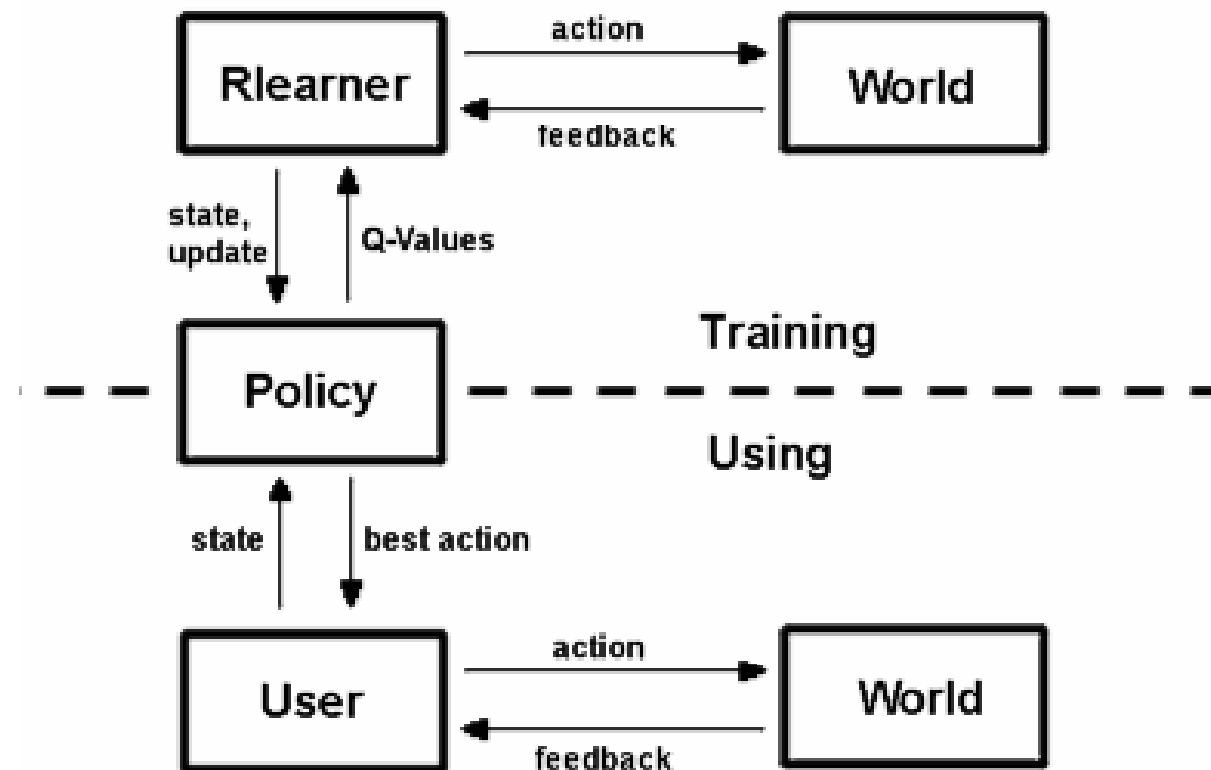 action
Rlearner
World
feedback
state,
update
Q-Values
Training
Policy
Using
state
best action
action
User
World
feedback